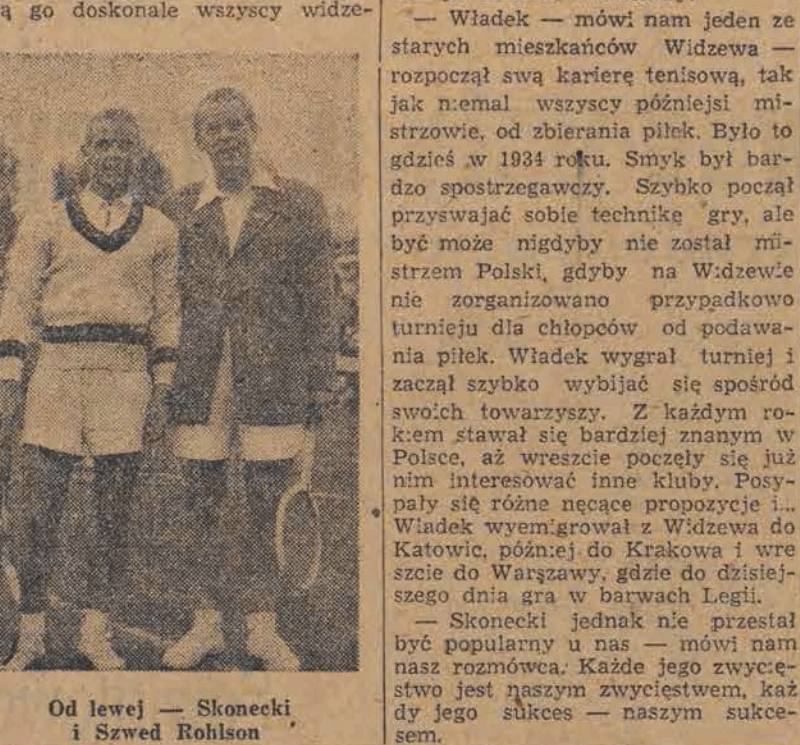 ą go doskonale wszyscy widze-
Od lewej — Skonecki
i Szwed Rohlson
— Władek — mówi nam jeden ze
starych mieszkańców Widzewa —
rozpoczął swą karierę tenisową, tak
jak niemal wszyscy późniejsi mi-
strzowie, od zbierania piłek. Było to
gdzieś w 1934 roku. Smyk był bar-
dzo spostrzegawczy. Szybko począł
przyswajać sobie technikę gry, ale
być może nigdyby nie został mi-
strzem Polski, gdyby na Widzewie
nie zorganizowano przypadkowo
turnieju dla chłopców od podawa-
nia piłek. Władek wygrał turniej i
zaczął szybko wybijać się spośród
swoich towarzyszy. Z każdym ro-
kiem stawał się bardziej znanym w
Polsce, aż wreszcie poczęły się już
nim interesować inne kluby. Posy-
pały się różne nęcące propozycje i...
Władek wyemigrował z Widzewa do
Katowic, później do Krakowa i wre
szcie do Warszawy, gdzie do dzisiej-
szego dnia gra w barwach Legii.
— Skonecki jednak nie przestał
być popularny u nas — mówi nam
nasz rozmówca. Każde jego zwycię-
stwo jest naszym zwycięstwem, każ
dy jego sukces — naszym sukce-
sem.